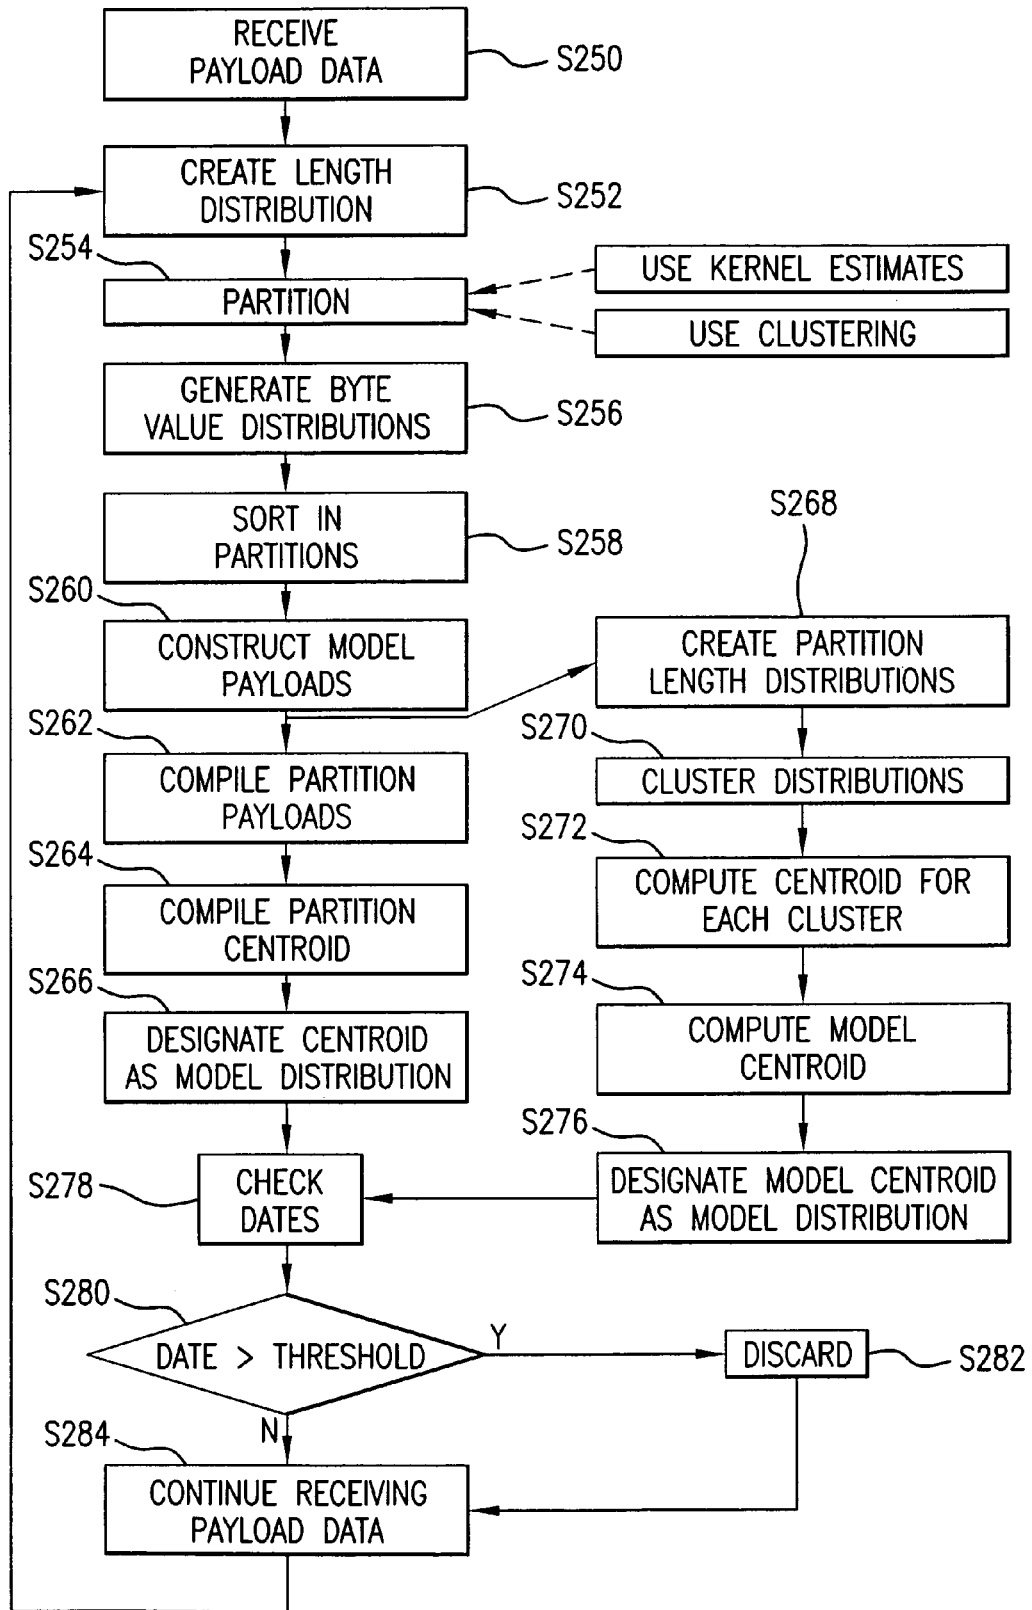 RECEIVE
PAYLOAD DATA
S250
CREATE LENGTH
DISTRIBUTION
S252
S254
PARTITION
USE KERNEL ESTIMATES
USE CLUSTERING
GENERATE BYTE
VALUE DISTRIBUTIONS
S256
SORT IN
PARTITIONS
S258
S260
CONSTRUCT MODEL
PAYLOADS
S268
CREATE PARTITION
LENGTH DISTRIBUTIONS
S262
COMPILE PARTITION
PAYLOADS
S270
CLUSTER DISTRIBUTIONS
S264
COMPILE PARTITION
CENTROID
S272
COMPUTE CENTROID FOR
EACH CLUSTER
S266
DESIGNATE CENTROID
AS MODEL DISTRIBUTION
S274
COMPUTE MODEL
CENTROID
S276
DESIGNATE MODEL CENTROID
AS MODEL DISTRIBUTION
S278
CHECK
DATES
S280
DATE > THRESHOLD
Y
DISCARD
S282
N
S284
CONTINUE RECEIVING
PAYLOAD DATA